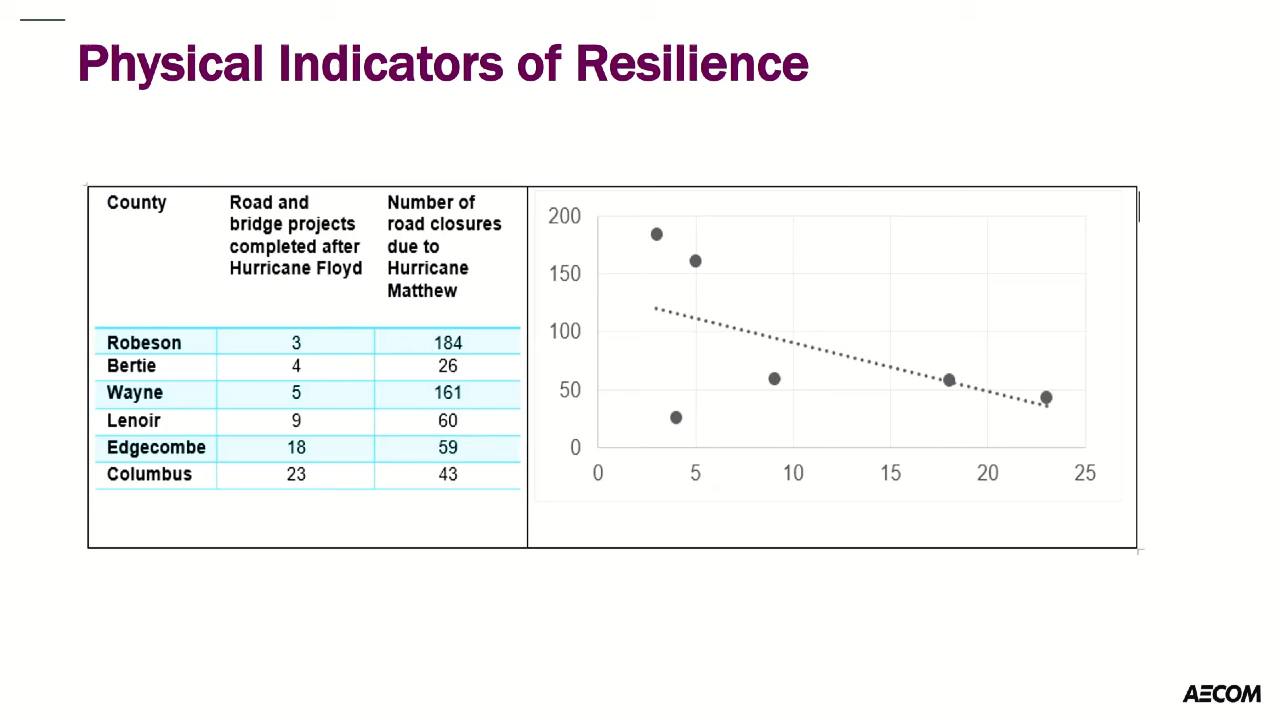 Physical Indicators of Resilience
County
Road and
bridge projects
completed after
Hurricane Floyd
Number of
road closures
due to
Hurricane
Matthew
Robeson 3 184
Bertie 4 26
Wayne 5 161
Lenoir 9 60
Edgecombe 18 59
Columbus 23 43
200
150
100
50
0
0 5 10 15 20 25
AECOM